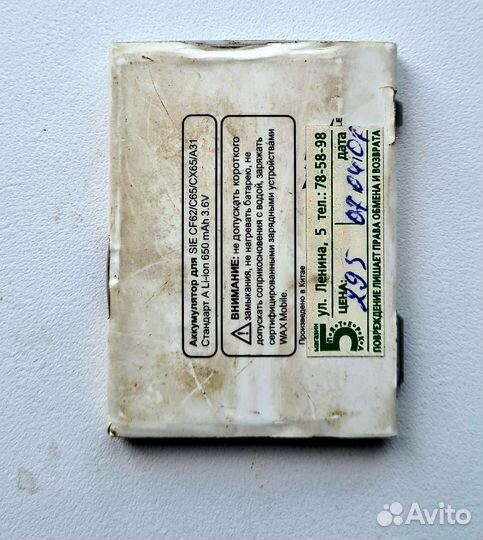 Аккумулятор для SIE CF62/C65/CX65/A31
Стандарт A Li-ion 650 mAh 3.6V
ВНИМАНИЕ: не допускать короткого
замыкания, не нагревать батарею, не
допускать соприкосновения с водой, заряжать
сертифицированными зарядными устройствами
WAX Mobile.
Произведено в Китае
МАГАЗИН
5
ул. Ленина, 5 тел.: 78-58-98
ЦЕНА: 295 дата
ПОВРЕЖДЕНИЕ ЛИШАЕТ ПРАВА ОБМЕНА И ВОЗВРАТА
Avito